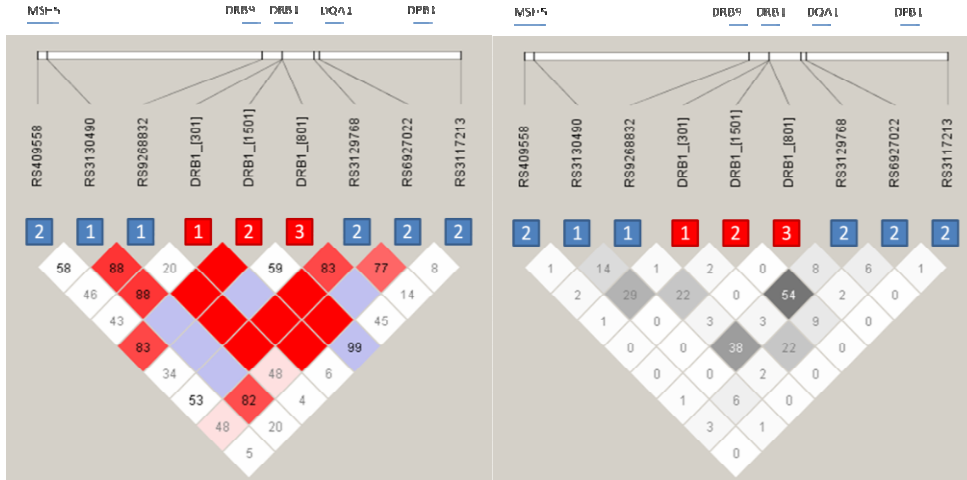 MSH5 DRB9 DRB1 DQA1 DPB1 MSH5 DRB9 DRB1 DQA1 DPB1
RS409558 RS3130490 RS9268832 DRB1_[301] DRB1_[1501] DRB1_[801] RS3129768 RS6927022 RS3117213 RS409558 RS3130490 RS9268832 DRB1_[301] DRB1_[1501] DRB1_[801] RS3129768 RS6927022 RS3117213
2 1 1 1 2 3 2 2 2 2 1 1 1 2 3 2 2 2
58 88 20 59 83 77 8 1 14 1 2 0 8 6 1
46 88 14 2 29 22 0 54 2 0
43 45 1 0 3 3 9 0
83 99 0 0 38 22 0
34 48 6 0 0 2 0
53 82 4 1 6 0
48 20 3 1
5 0